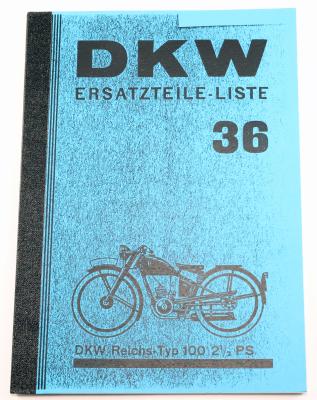 DKW
ERSATZTEILE-LISTE
36
DKW Reichs-Typ 100 2½ PS